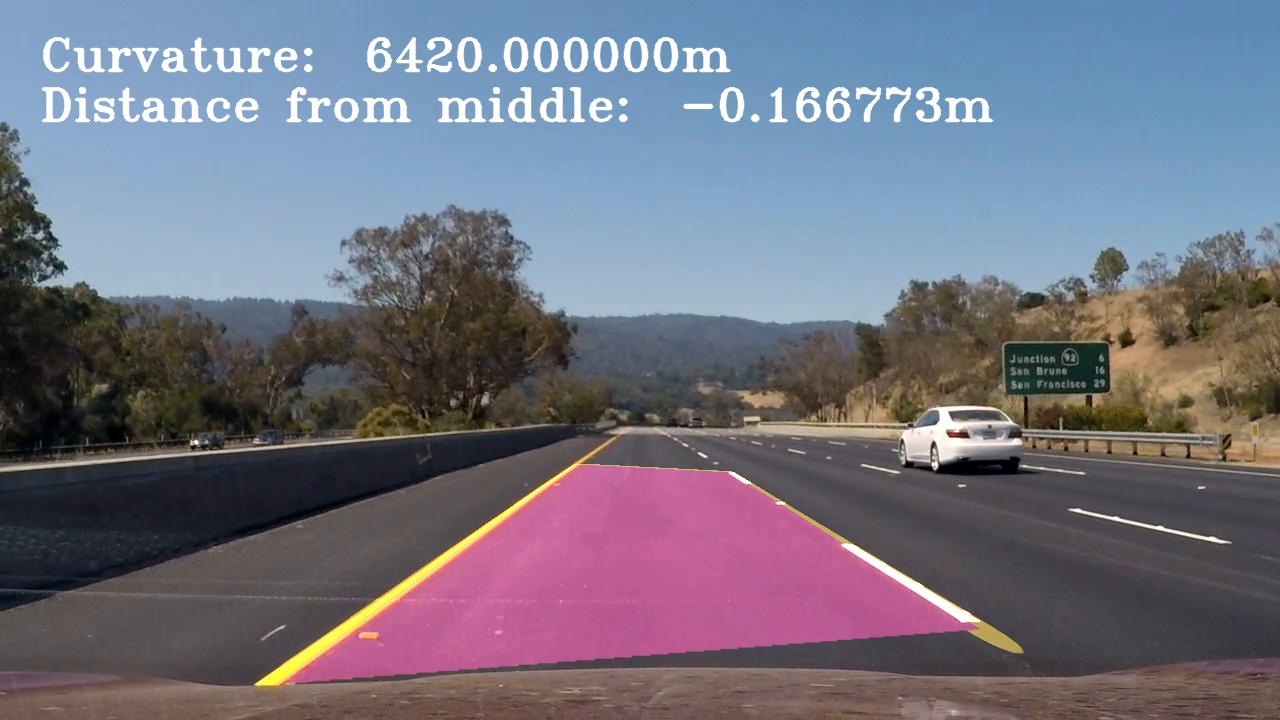 Curvature: 6420.000000m
Distance from middle: -0.166773m
Junction 92 6
San Bruno 16
San Francisco 29